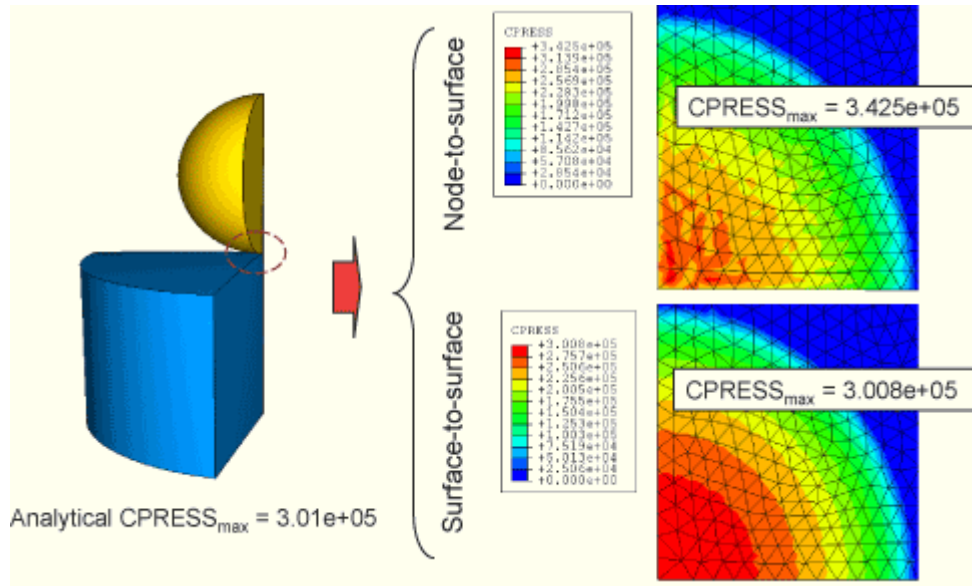 Analytical CPRESSmax = 3.01e+05
Node-to-surface
CPRESS
+3.425e+05
+3.139e+05
+2.854e+05
+2.569e+05
+2.283e+05
+1.998e+05
+1.712e+05
+1.427e+05
+1.142e+05
+8.562e+04
+5.708e+04
+2.854e+04
+0.000e+00
CPRESSmax = 3.425e+05
Surface-to-surface
CPRESS
+3.008e+05
+2.757e+05
+2.506e+05
+2.256e+05
+2.005e+05
+1.755e+05
+1.504e+05
+1.253e+05
+1.003e+05
+7.519e+04
+5.013e+04
+2.506e+04
+0.000e+00
CPRESSmax = 3.008e+05